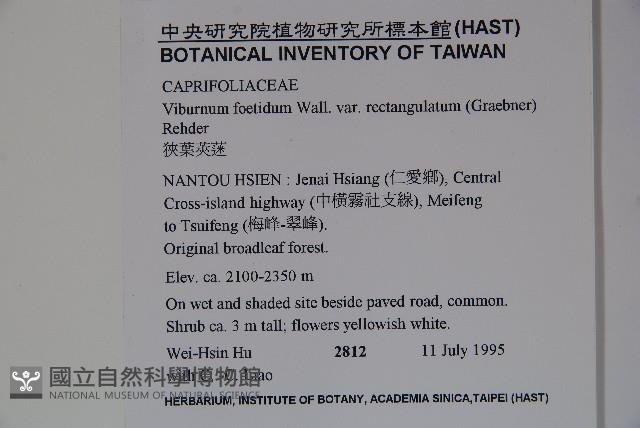 中央研究院植物研究所標本館(HAST)
BOTANICAL INVENTORY OF TAIWAN
CAPRIFOLIACEAE
Viburnum foetidum Wall. var. rectangulatum (Graebner)
Rehder
狹葉莢蒾
NANTOU HSIEN : Jenai Hsiang (仁愛鄉), Central
Cross-island highway (中橫霧社支線), Meifeng
to Tsuifeng (梅峰-翠峰).
Original broadleaf forest.
Elev. ca. 2100-2350 m
On wet and shaded site beside paved road, common.
Shrub ca. 3 m tall; flowers yellowish white.
Wei-Hsin Hu 2812 11 July 1995
with
國立自然科學博物館
NATIONAL MUSEUM OF NATURAL SCIENCE
HERBARIUM, INSTITUTE OF BOTANY, ACADEMIA SINICA,TAIPEI (HAST)